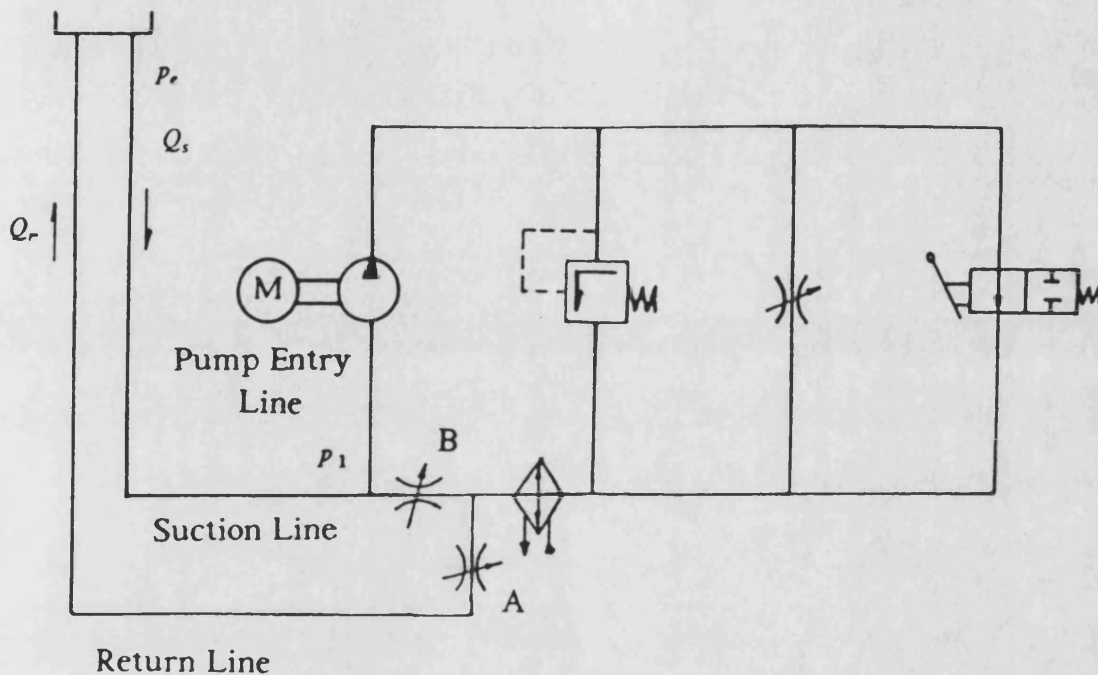 pe
Qs
Qr
M
Pump Entry
Line
B
p1
Suction Line
A
Return Line